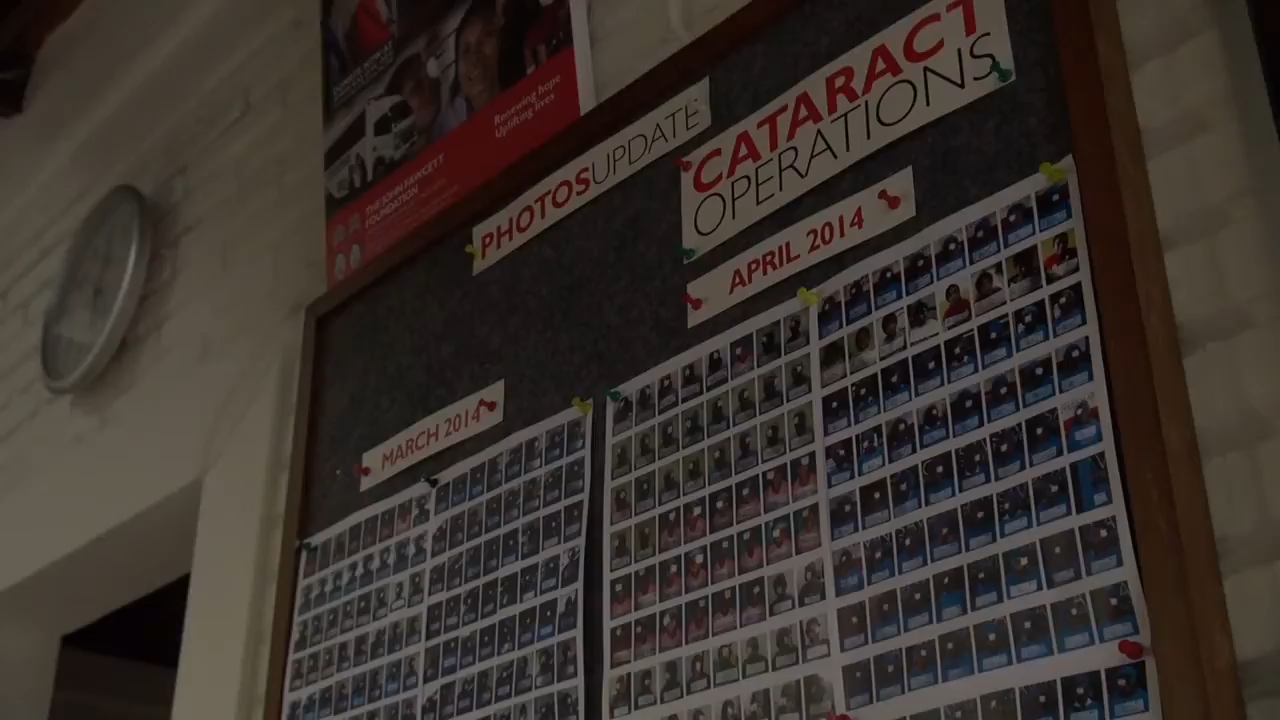 Renewing hope
Uplifting lives
THE JOHN FAWCETT
FOUNDATION
PHOTOSUPDATE
CATARACT
OPERATIONS
APRIL 2014
MARCH 2014